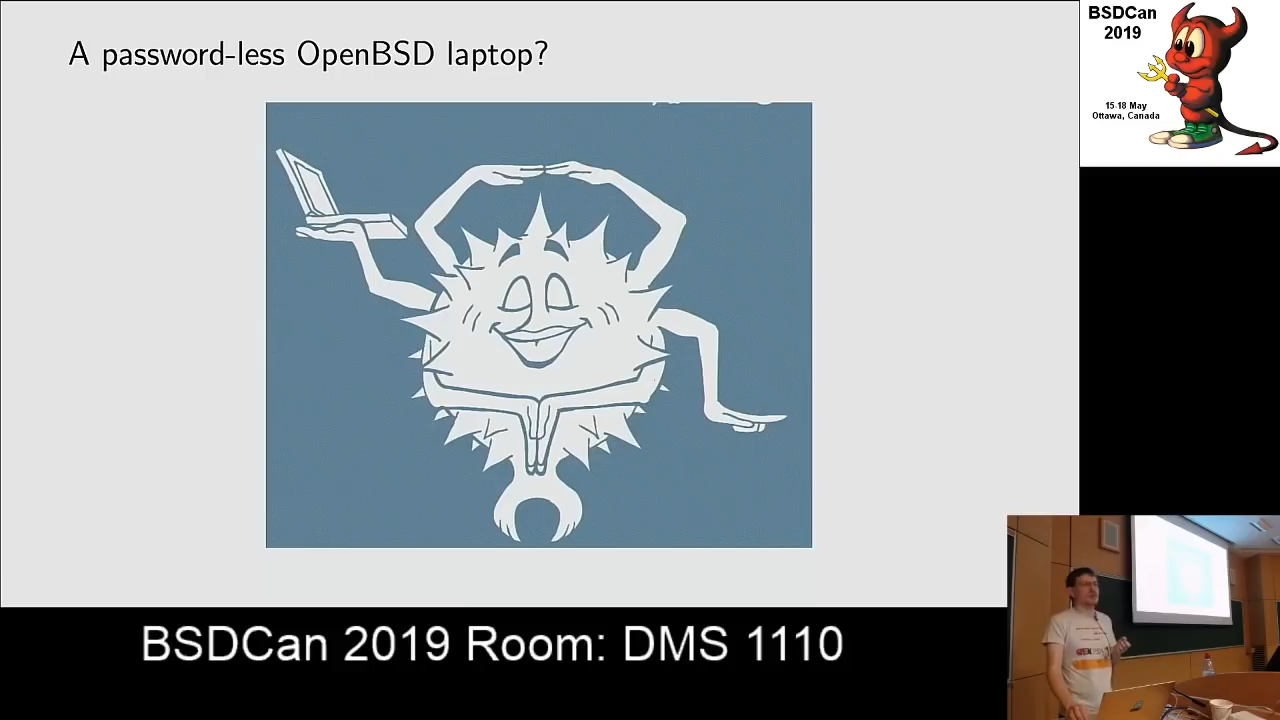 A password-less OpenBSD laptop?
BSDCan
2019
15-18 May
Ottawa, Canada
BSDCan 2019 Room: DMS 1110